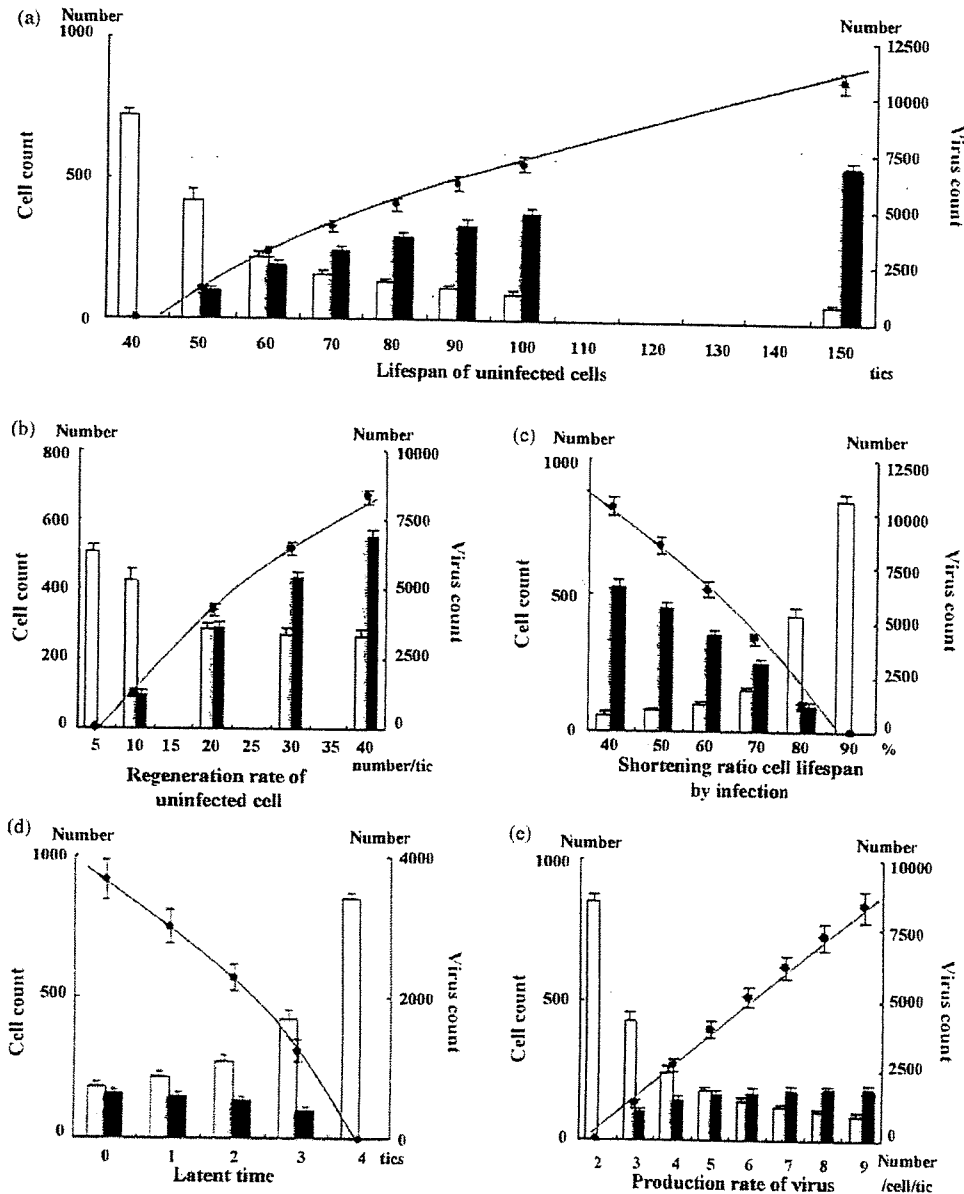 (a)
Number
Number
1000
500
0
Cell count
12500
10000
7500
5000
2500
0
Virus count
40 50 60 70 80 90 100 110 120 130 140 150
Lifespan of uninfected cells
tics
(b)
Number
Number
800
600
400
200
0
Cell count
10000
7500
5000
2500
0
Virus count
5 10 15 20 25 30 35 40
number/tic
Regeneration rate of
uninfected cell
(c)
Number
Number
1000
500
0
Cell count
12500
10000
7500
5000
2500
0
Virus count
40 50 60 70 80 90 %
Shortening ratio cell lifespan
by infection
(d)
Number
Number
1000
500
0
Cell count
4000
2000
0
Virus count
0 1 2 3 4 tics
Latent time
(e)
Number
Number
1000
500
0
Cell count
10000
7500
5000
2500
0
Virus count
2 3 4 5 6 7 8 9
Number
/cell/tic
Production rate of virus